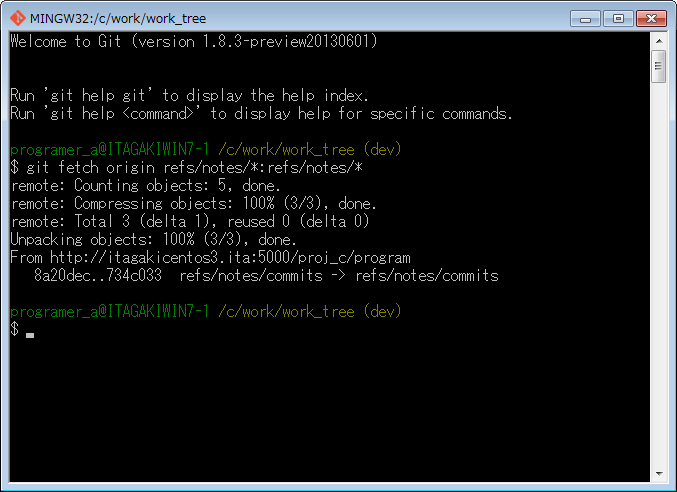 MINGW32:/c/work/work_tree
Welcome to Git (version 1.8.3-preview20130601)
Run 'git help git' to display the help index.
Run 'git help <command>' to display help for specific commands.
programer_a@ITAGAKIWIN7-1 /c/work/work_tree (dev)
$ git fetch origin refs/notes/*:refs/notes/*
remote: Counting objects: 5, done.
remote: Compressing objects: 100% (3/3), done.
remote: Total 3 (delta 1), reused 0 (delta 0)
Unpacking objects: 100% (3/3), done.
From http://itagakicentos3.ita:5000/proj_c/program
   8a20dec..734c033  refs/notes/commits -> refs/notes/commits
programer_a@ITAGAKIWIN7-1 /c/work/work_tree (dev)
$